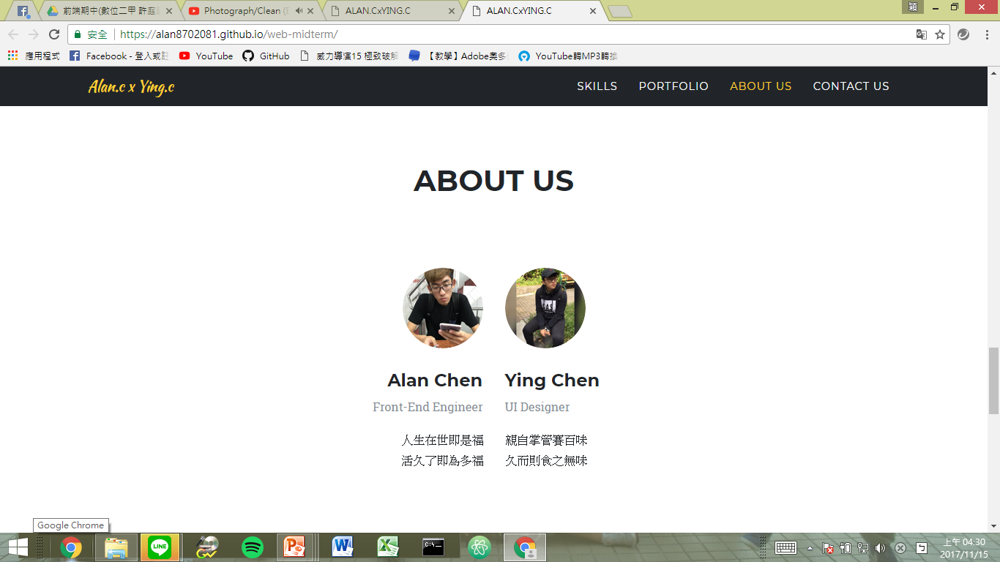 前端期中(數位二甲 許庭
Photograph/Clean (
ALAN.CxYING.C
ALAN.CxYING.C
安全
https://alan8702081.github.io/web-midterm/
應用程式
Facebook - 登入或註
YouTube
GitHub
威力導演15 極致破解
【教學】Adobe奧多
YouTube轉MP3轉換
Alan.c x Ying.c
SKILLS
PORTFOLIO
ABOUT US
CONTACT US
ABOUT US
Alan Chen
Ying Chen
Front-End Engineer
UI Designer
人生在世即是福
親自掌管賽百味
活久了即為多福
久而則食之無味
Google Chrome
LINE
上午 04:30
2017/11/15